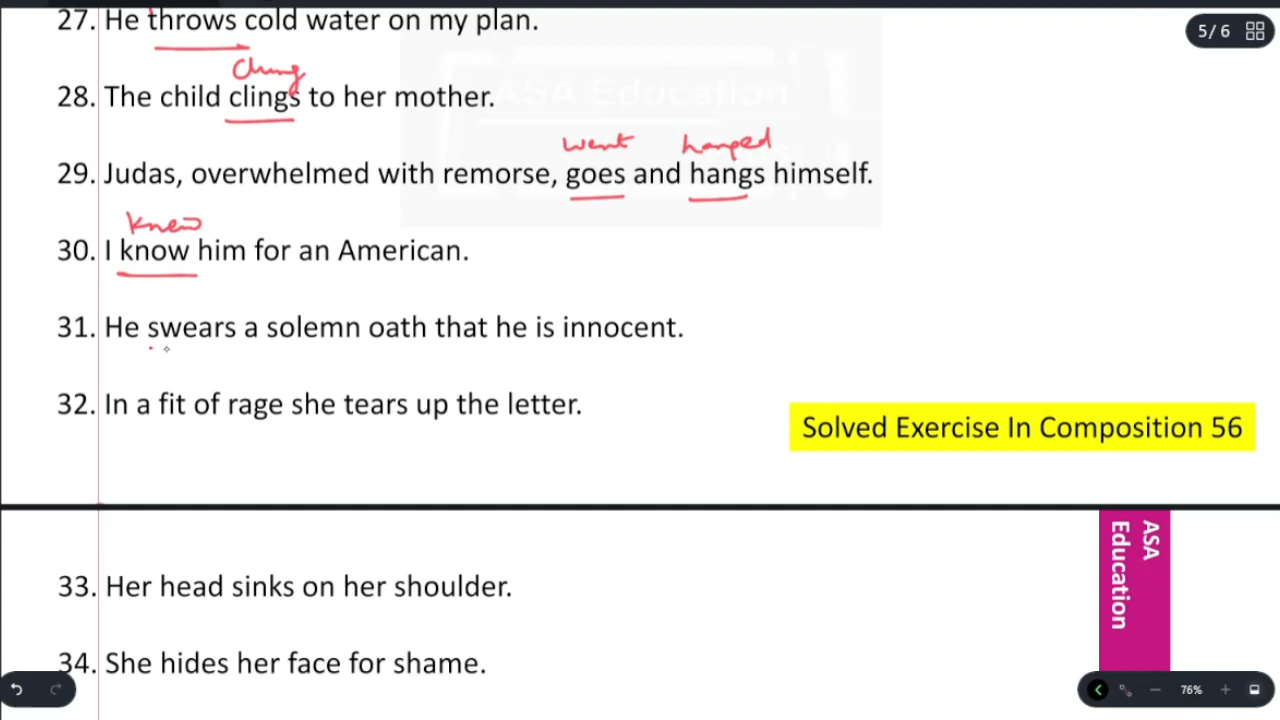 27. He throws cold water on my plan.
5/6
clung
28. The child clings to her mother.
ASA Education
went hanged
29. Judas, overwhelmed with remorse, goes and hangs himself.
knew
30. I know him for an American.
31. He swears a solemn oath that he is innocent.
32. In a fit of rage she tears up the letter.
Solved Exercise In Composition 56
ASA
Education
33. Her head sinks on her shoulder.
34. She hides her face for shame.
76%